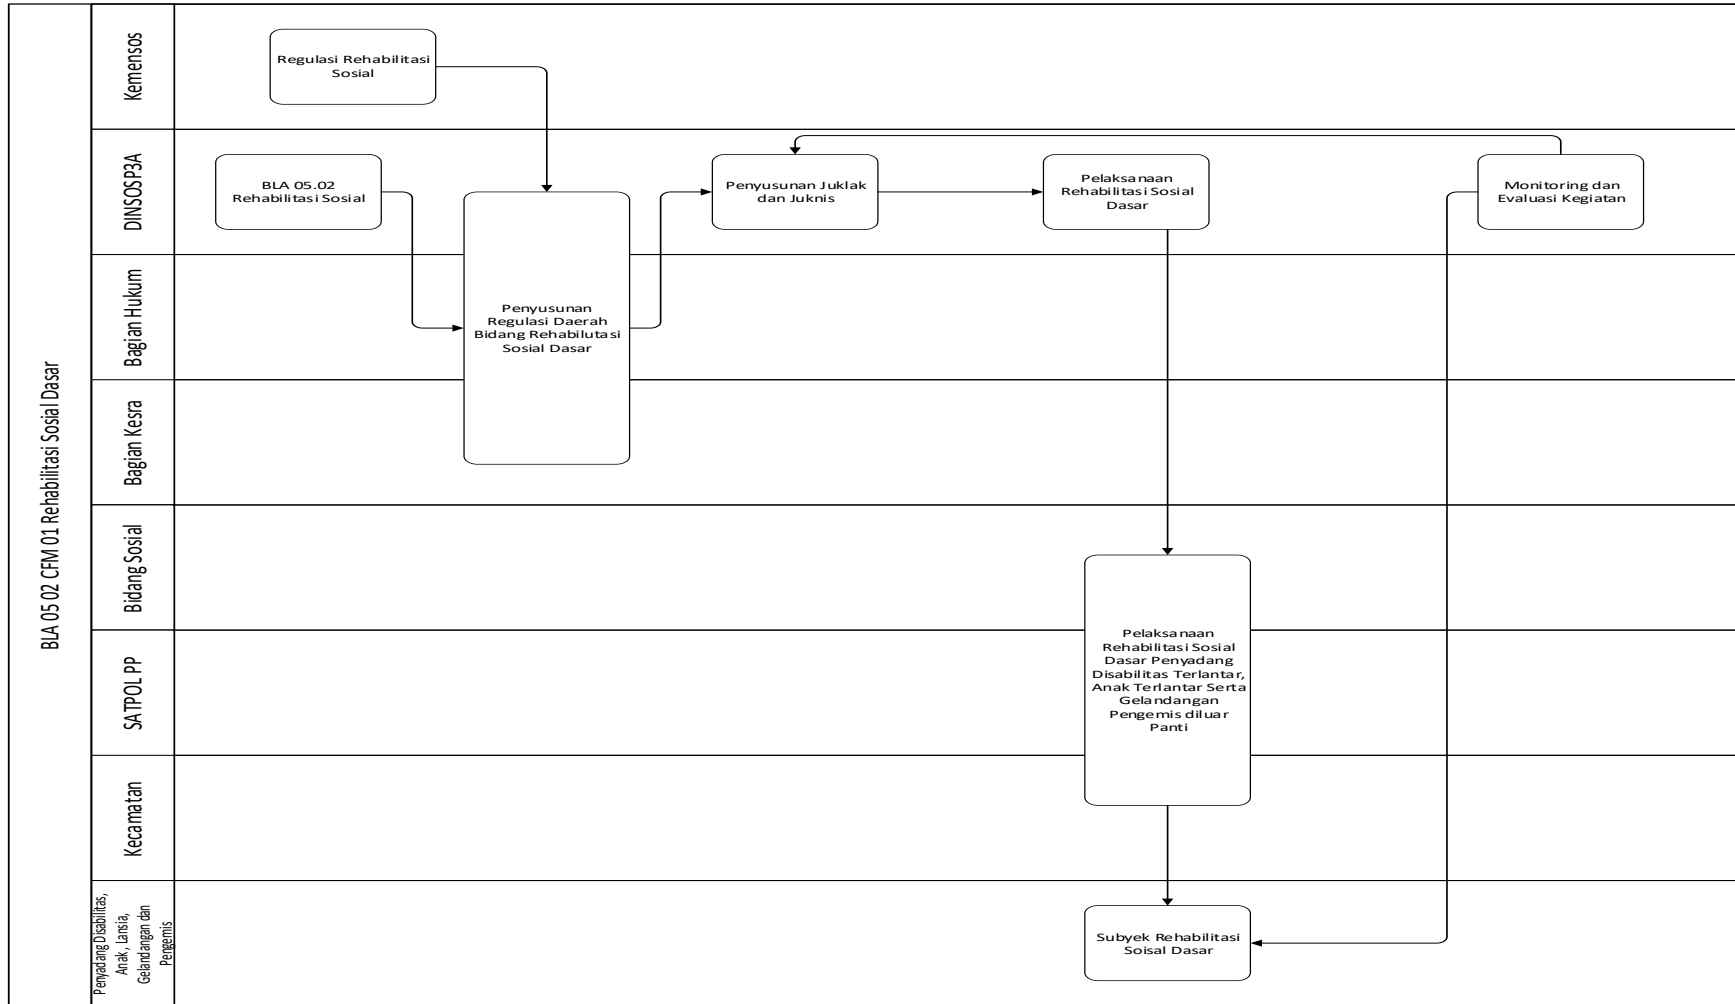 BLA 05 02 CFM 01 Rehabilitasi Sosial Dasar
Kemensos
Regulasi Rehabilitasi
Sosial
DINSOSP3A
BLA 05.02
Rehabilitasi Sosial
Penyusunan Juklak
dan Juknis
Pelaksanaan
Rehabilitasi Sosial
Dasar
Monitoring dan
Evaluasi Kegiatan
Bagian Hukum
Penyusunan
Regulasi Daerah
Bidang Rehabilutasi
Sosial Dasar
Bagian Kesra
Bidang Sosial
SATPOL PP
Pelaksanaan
Rehabilitasi Sosial
Dasar Penyadang
Disabilitas Terlantar,
Anak Terlantar Serta
Gelandangan
Pengemis diluar
Panti
Kecamatan
Penyadang Disabilitas,
Anak, Lansia,
Gelandangan dan
Pengemis
Subyek Rehabilitasi
Soisal Dasar